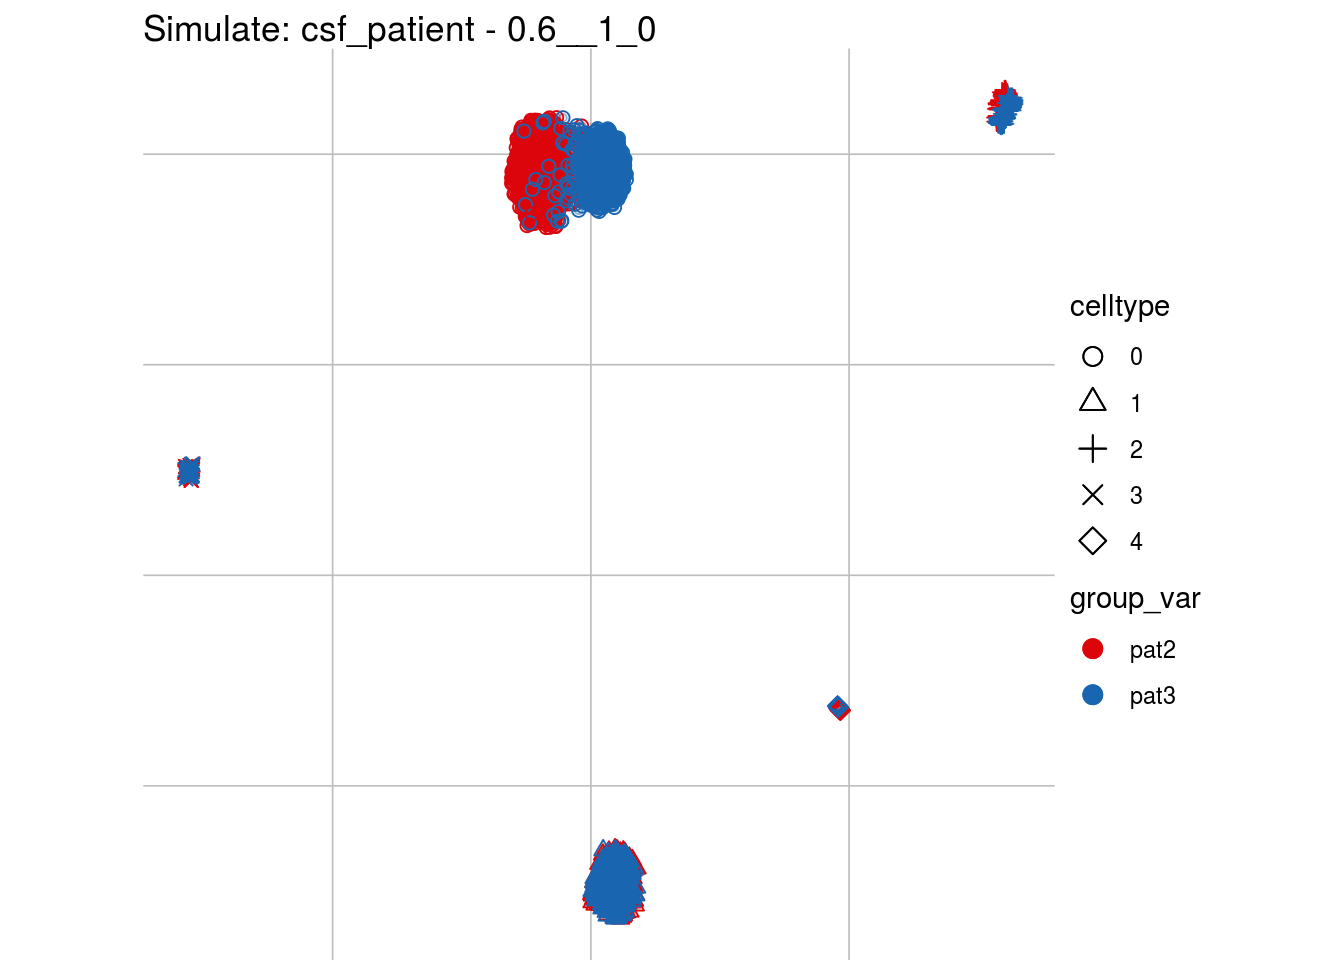 Simulate: csf_patient - 0.6__1_0
celltype
0
1
2
3
4
group_var
pat2
pat3